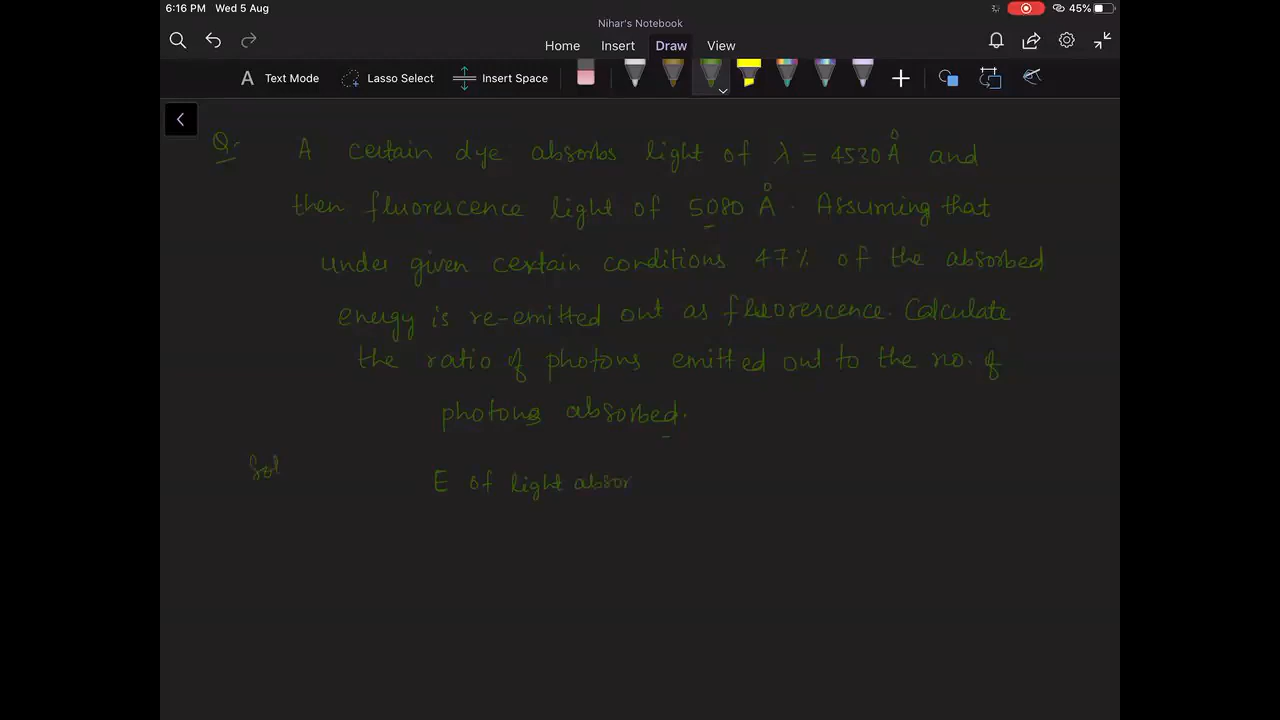 6:16 PM Wed 5 Aug
45%
Nihar's Notebook
Home Insert Draw View
A Text Mode Lasso Select Insert Space
Q. A certain dye absorbs light of λ = 4530 Å and
then fluorescence light of 5080 Å. Assuming that
under given certain conditions 47% of the absorbed
energy is re-emitted out as fluorescence. Calculate
the ratio of photons emitted out to the no. of
photons absorbed.
Sol E of light absor